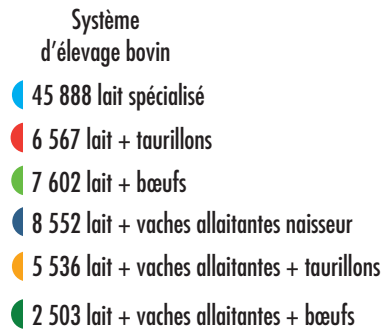 Système
d'élevage bovin
45 888 lait spécialisé
6 567 lait + taurillons
7 602 lait + bœufs
8 552 lait + vaches allaitantes naisseur
5 536 lait + vaches allaitantes + taurillons
2 503 lait + vaches allaitantes + bœufs